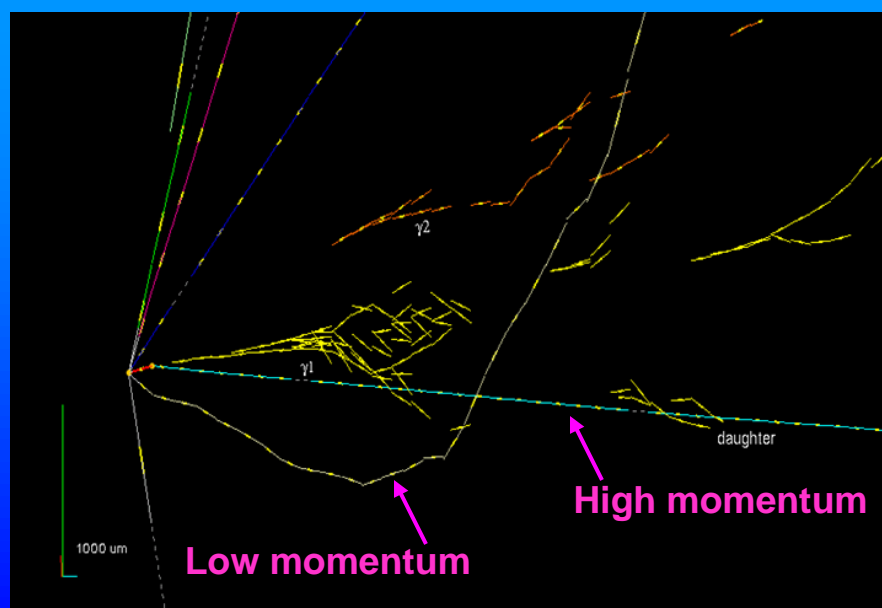 γ2
γ1
daughter
High momentum
1000 um
Low momentum